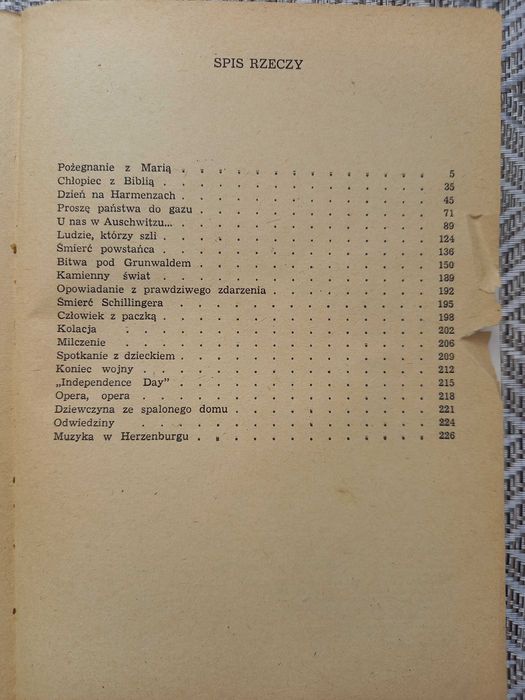 SPIS RZECZY
Pożegnanie z Marią . . . . . . . . . . . . 5
Chłopiec z Biblią . . . . . . . . . . . . 35
Dzień na Harmenzach . . . . . . . . . . . . 45
Proszę państwa do gazu . . . . . . . . . . . 71
U nas w Auschwitzu... . . . . . . . . . . . 89
Ludzie, którzy szli . . . . . . . . . . . . 124
Śmierć powstańca . . . . . . . . . . . . 136
Bitwa pod Grunwaldem . . . . . . . . . . . 150
Kamienny świat . . . . . . . . . . . . . 189
Opowiadanie z prawdziwego zdarzenia . . . . . . . . 192
Śmierć Schillingera . . . . . . . . . . . . 195
Człowiek z paczką . . . . . . . . . . . . 198
Kolacja . . . . . . . . . . . . . . 202
Milczenie . . . . . . . . . . . . . . 206
Spotkanie z dzieckiem . . . . . . . . . . . . 209
Koniec wojny . . . . . . . . . . . . . 212
„Independence Day” . . . . . . . . . . . . 215
Opera, opera . . . . . . . . . . . . . 218
Dziewczyna ze spalonego domu . . . . . . . . . . 221
Odwiedziny . . . . . . . . . . . . . 224
Muzyka w Herzenburgu . . . . . . . . . . . 226